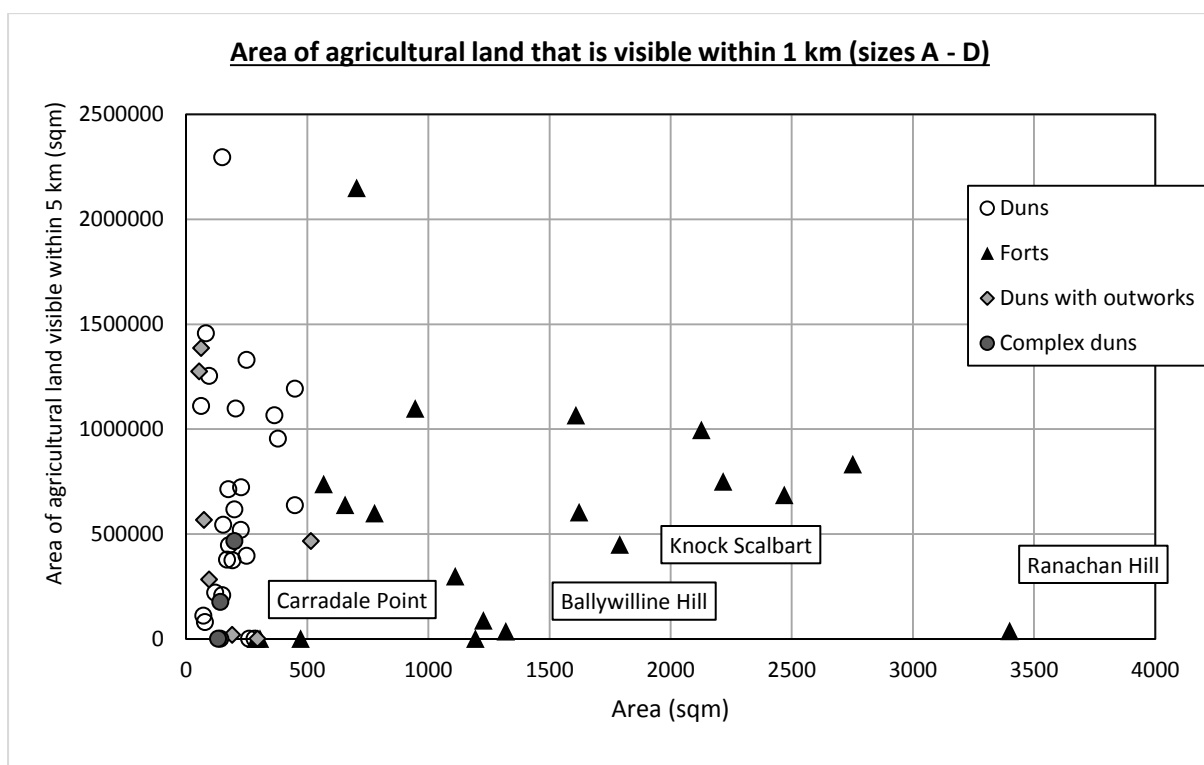 Area of agricultural land that is visible within 1 km (sizes A - D)
Area of agricultural land visible within 5 km (sqm)
2500000
2000000
1500000
1000000
500000
0
Duns
Forts
Duns with outworks
Complex duns
Knock Scalbart
Ranachan Hill
Carradale Point
Ballywilline Hill
0 500 1000 1500 2000 2500 3000 3500 4000
Area (sqm)